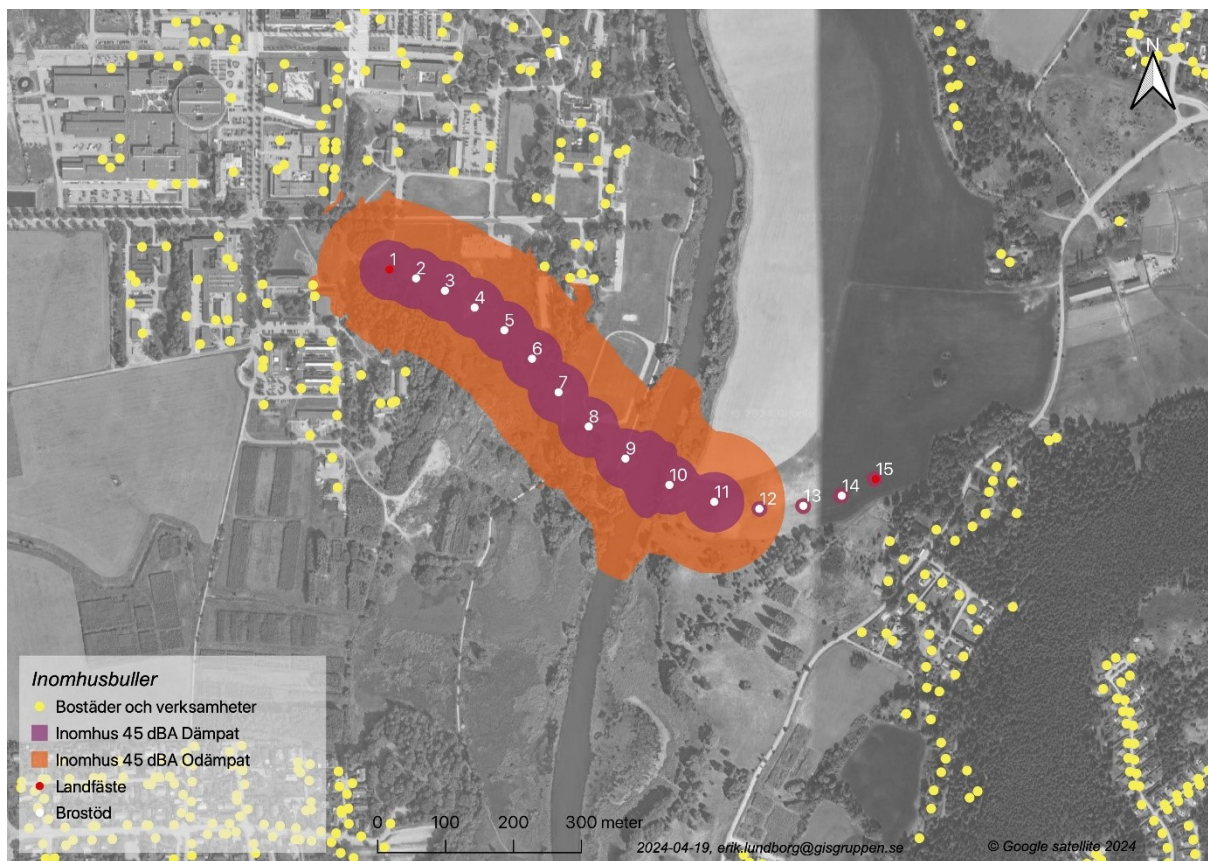 N
1
2
3
4
5
6
7
8
9
10
11
12
13
14
15
Inomhusbuller
Bostäder och verksamheter
Inomhus 45 dBA Dämpat
Inomhus 45 dBA Odämpat
Landfäste
Brostöd
0 100 200 300 meter
2024-04-19, erik.lundborg@gisgruppen.se
© Google satellite 2024